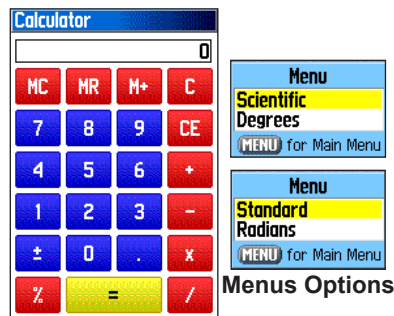 Calculator
0
MC MR M+ C
7 8 9 CE
4 5 6 +
1 2 3 -
± 0 . x
% = /
Menu
Scientific
Degrees
MENU for Main Menu
Menu
Standard
Radians
MENU for Main Menu
Menus Options